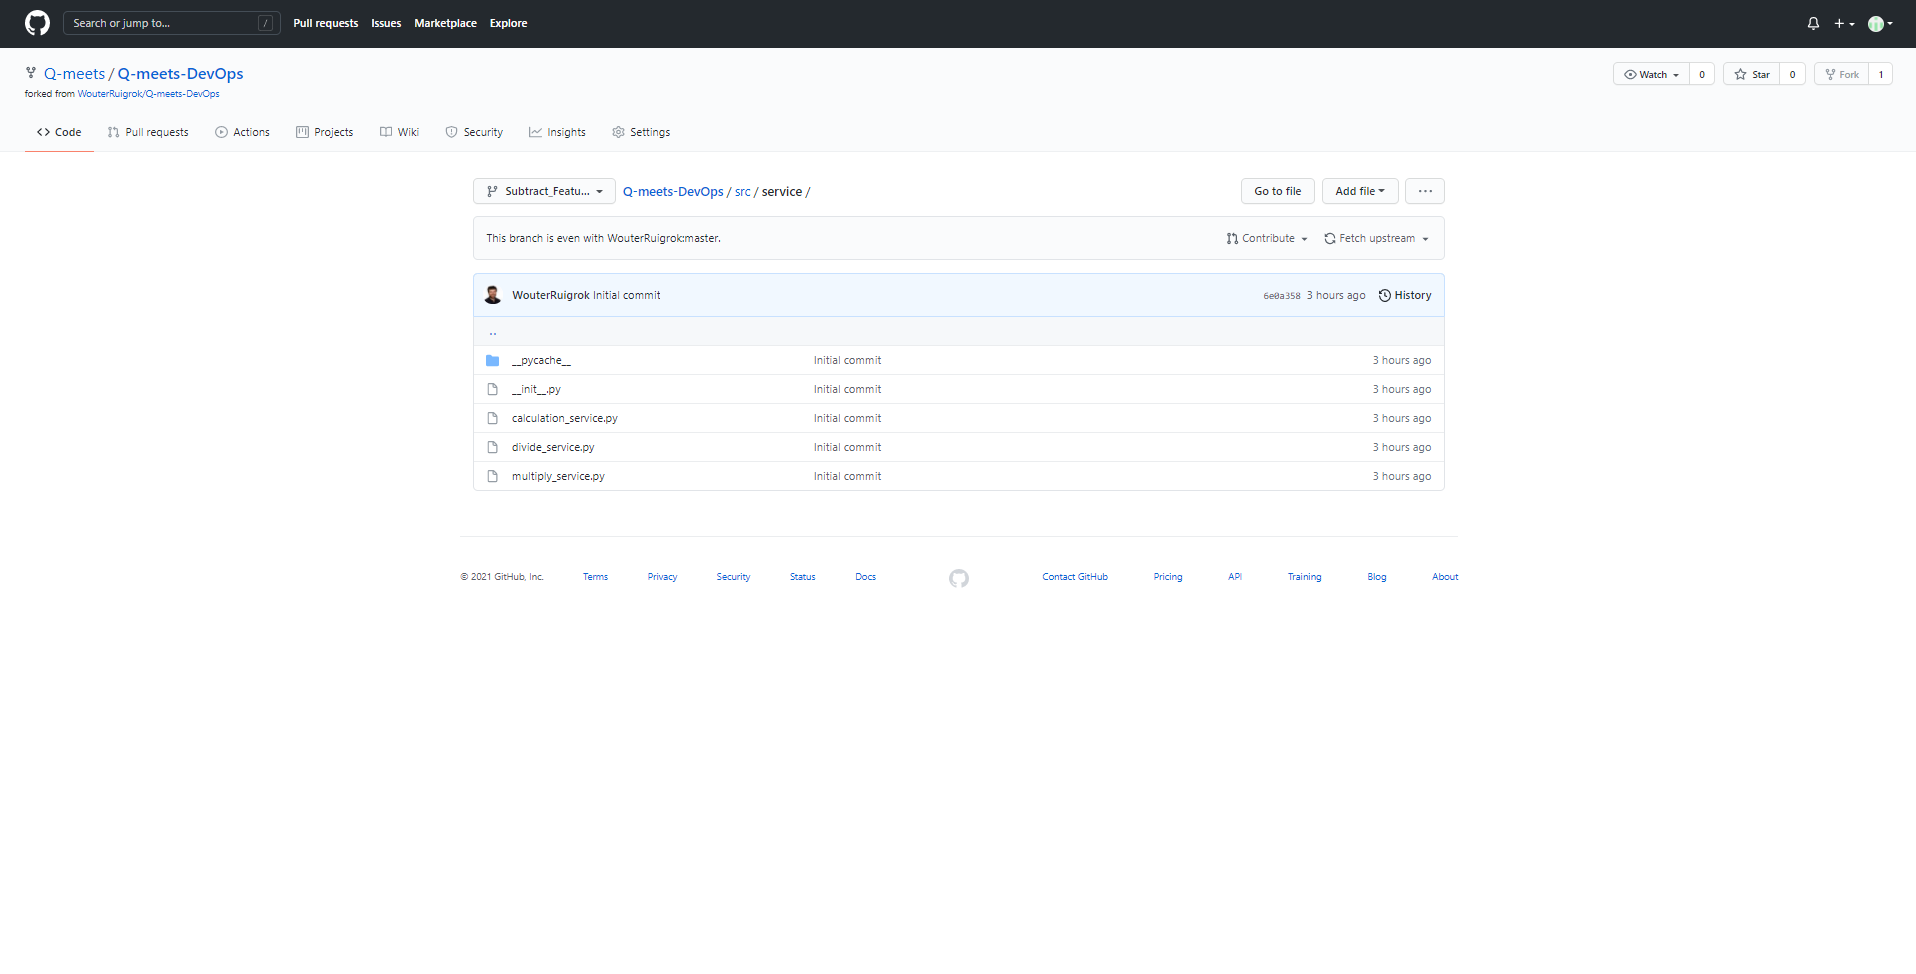 Search or jump to... /
Pull requests Issues Marketplace Explore
Q-meets / Q-meets-DevOps
forked from WouterRuigrok/Q-meets-DevOps
Watch 0 Star 0 Fork 1
Code Pull requests Actions Projects Wiki Security Insights Settings
Subtract_Featu... Q-meets-DevOps / src / service /
Go to file Add file ...
This branch is even with WouterRuigrok:master.
Contribute Fetch upstream
WouterRuigrok Initial commit 6e0a358 3 hours ago History
..
__pycache__ Initial commit 3 hours ago
__init__.py Initial commit 3 hours ago
calculation_service.py Initial commit 3 hours ago
divide_service.py Initial commit 3 hours ago
multiply_service.py Initial commit 3 hours ago
© 2021 GitHub, Inc. Terms Privacy Security Status Docs Contact GitHub Pricing API Training Blog About